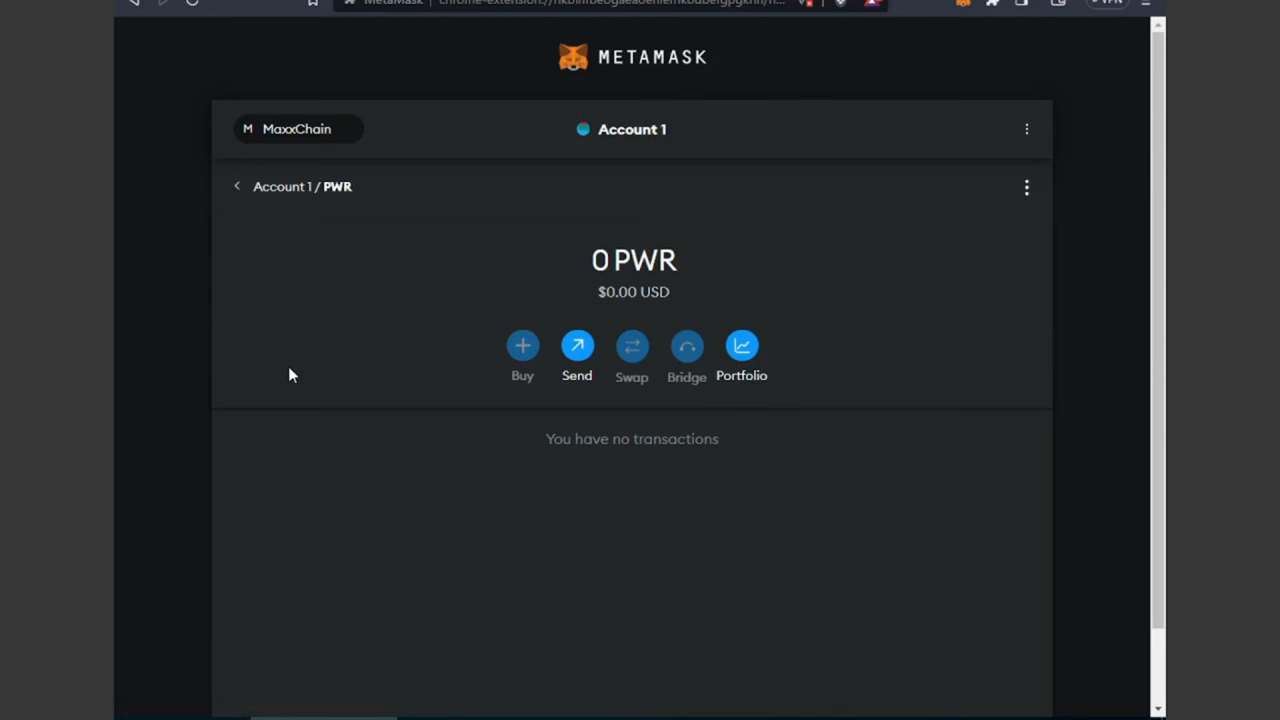 MetaMask
METAMASK
M MaxxChain
Account 1
Account 1 / PWR
0 PWR
$0.00 USD
Buy
Send
Swap
Bridge
Portfolio
You have no transactions